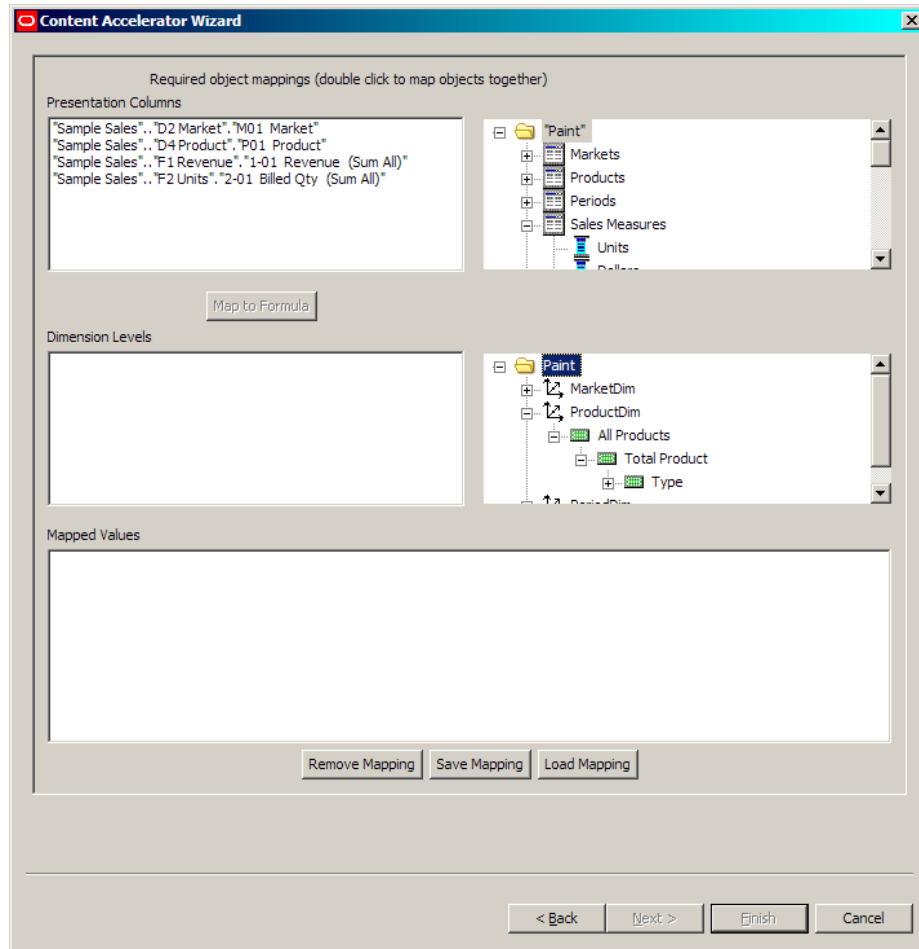 Content Accelerator Wizard
Required object mappings (double click to map objects together)
Presentation Columns
"Sample Sales".."D2 Market"."M01 Market"
"Sample Sales".."D4 Product"."P01 Product"
"Sample Sales".."F1 Revenue"."1-01 Revenue (Sum All)"
"Sample Sales".."F2 Units"."2-01 Billed Qty (Sum All)"
"Paint"
Markets
Products
Periods
Sales Measures
Units
Dollars
Map to Formula
Dimension Levels
Paint
MarketDim
ProductDim
All Products
Total Product
Type
PeriodDim
Mapped Values
Remove Mapping Save Mapping Load Mapping
< Back Next > Finish Cancel